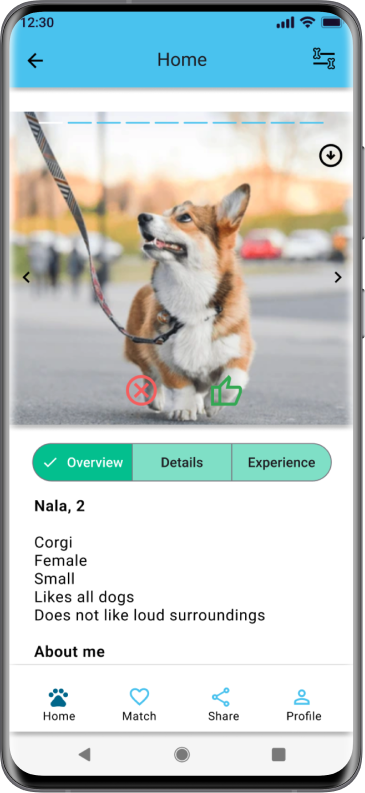 12:30
Home
Overview
Details
Experience
Nala, 2
Corgi
Female
Small
Likes all dogs
Does not like loud surroundings
About me
Home
Match
Share
Profile